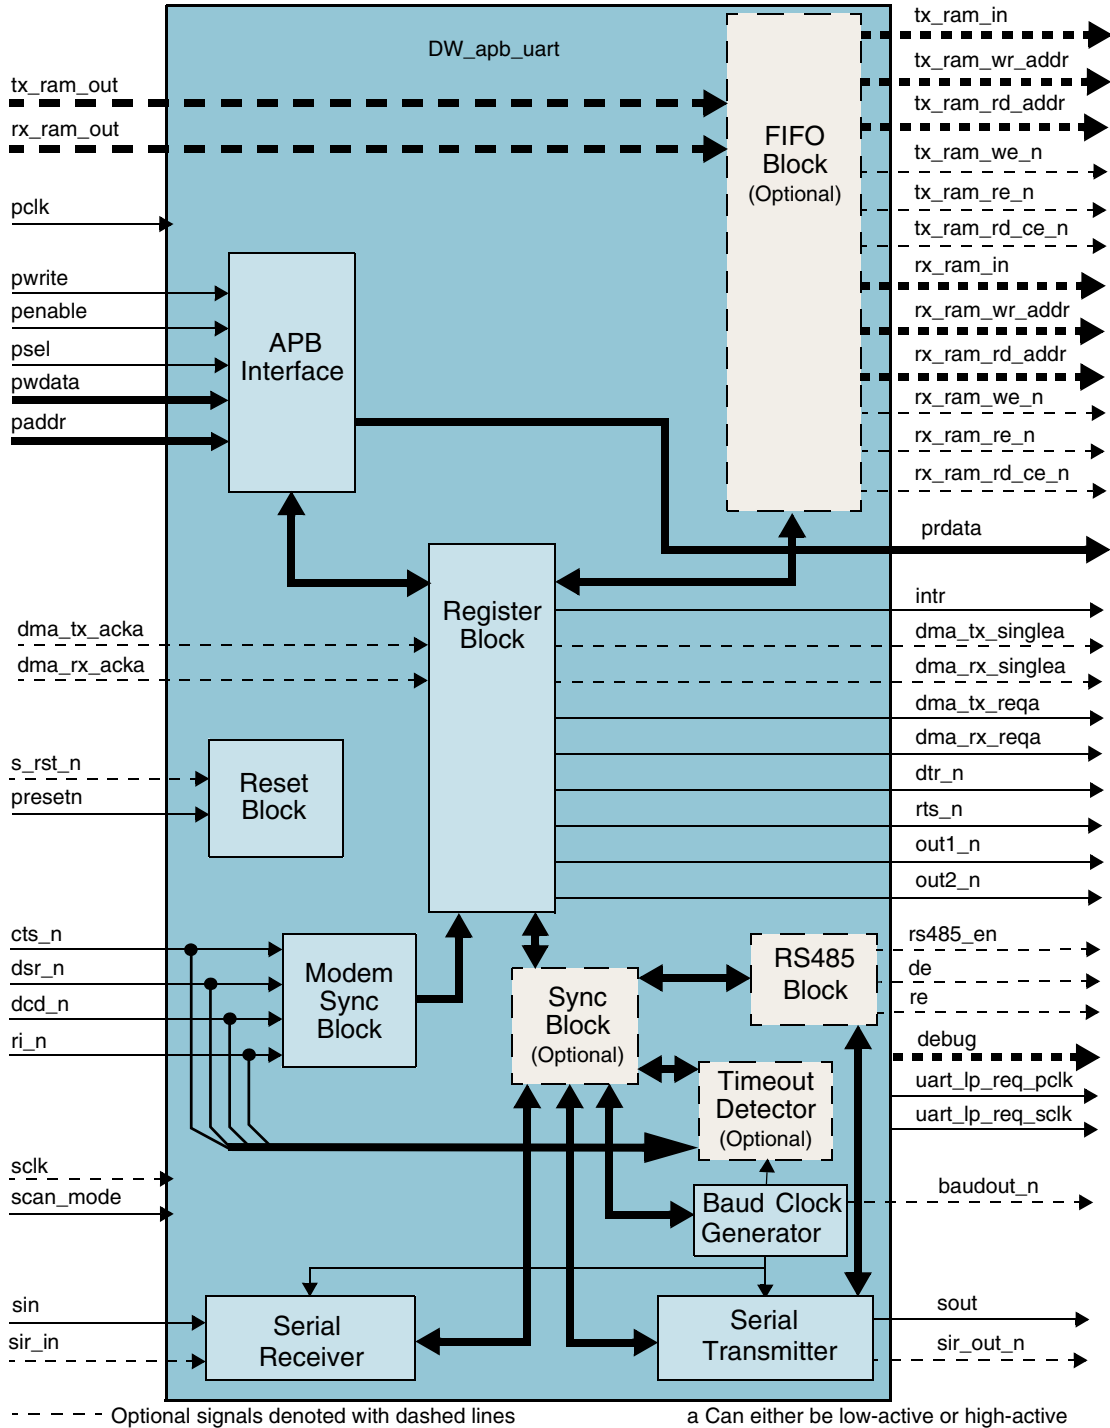 DW_apb_uart
tx_ram_out
rx_ram_out
pclk
pwrite
penable
psel
pwdata
paddr
APB
Interface
FIFO
Block
(Optional)
tx_ram_in
tx_ram_wr_addr
tx_ram_rd_addr
tx_ram_we_n
tx_ram_re_n
tx_ram_rd_ce_n
rx_ram_in
rx_ram_wr_addr
rx_ram_rd_addr
rx_ram_we_n
rx_ram_re_n
rx_ram_rd_ce_n
prdata
Register
Block
dma_tx_acka
dma_rx_acka
intr
dma_tx_singlea
dma_rx_singlea
dma_tx_reqa
dma_rx_reqa
dtr_n
rts_n
out1_n
out2_n
s_rst_n
presetn
Reset
Block
cts_n
dsr_n
dcd_n
ri_n
Modem
Sync
Block
Sync
Block
(Optional)
RS485
Block
rs485_en
de
re
debug
uart_lp_req_pclk
uart_lp_req_sclk
Timeout
Detector
(Optional)
sclk
scan_mode
Baud Clock
Generator
baudout_n
sin
sir_in
Serial
Receiver
Serial
Transmitter
sout
sir_out_n
Optional signals denoted with dashed lines
a Can either be low-active or high-active